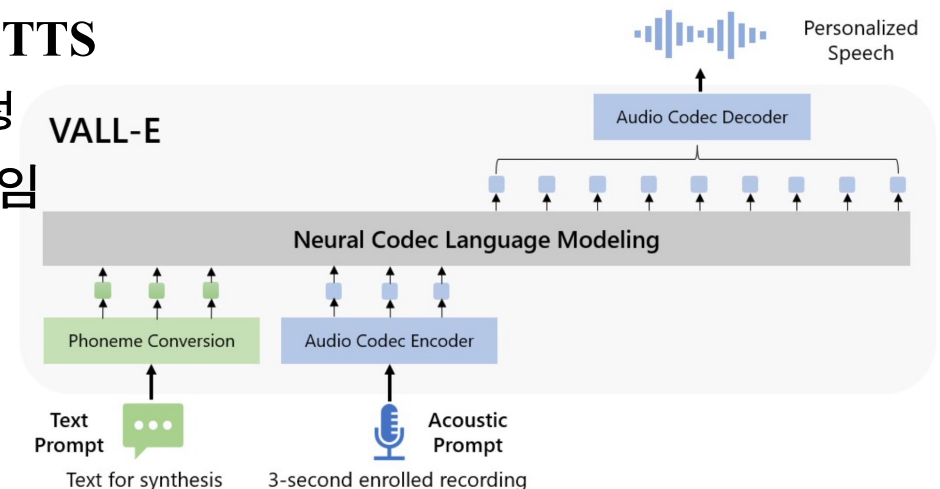 TTS
Personalized
Speech
VALL-E
임
Audio Codec Decoder
Neural Codec Language Modeling
Phoneme Conversion
Audio Codec Encoder
Text
Prompt
Acoustic
Prompt
Text for synthesis
3-second enrolled recording